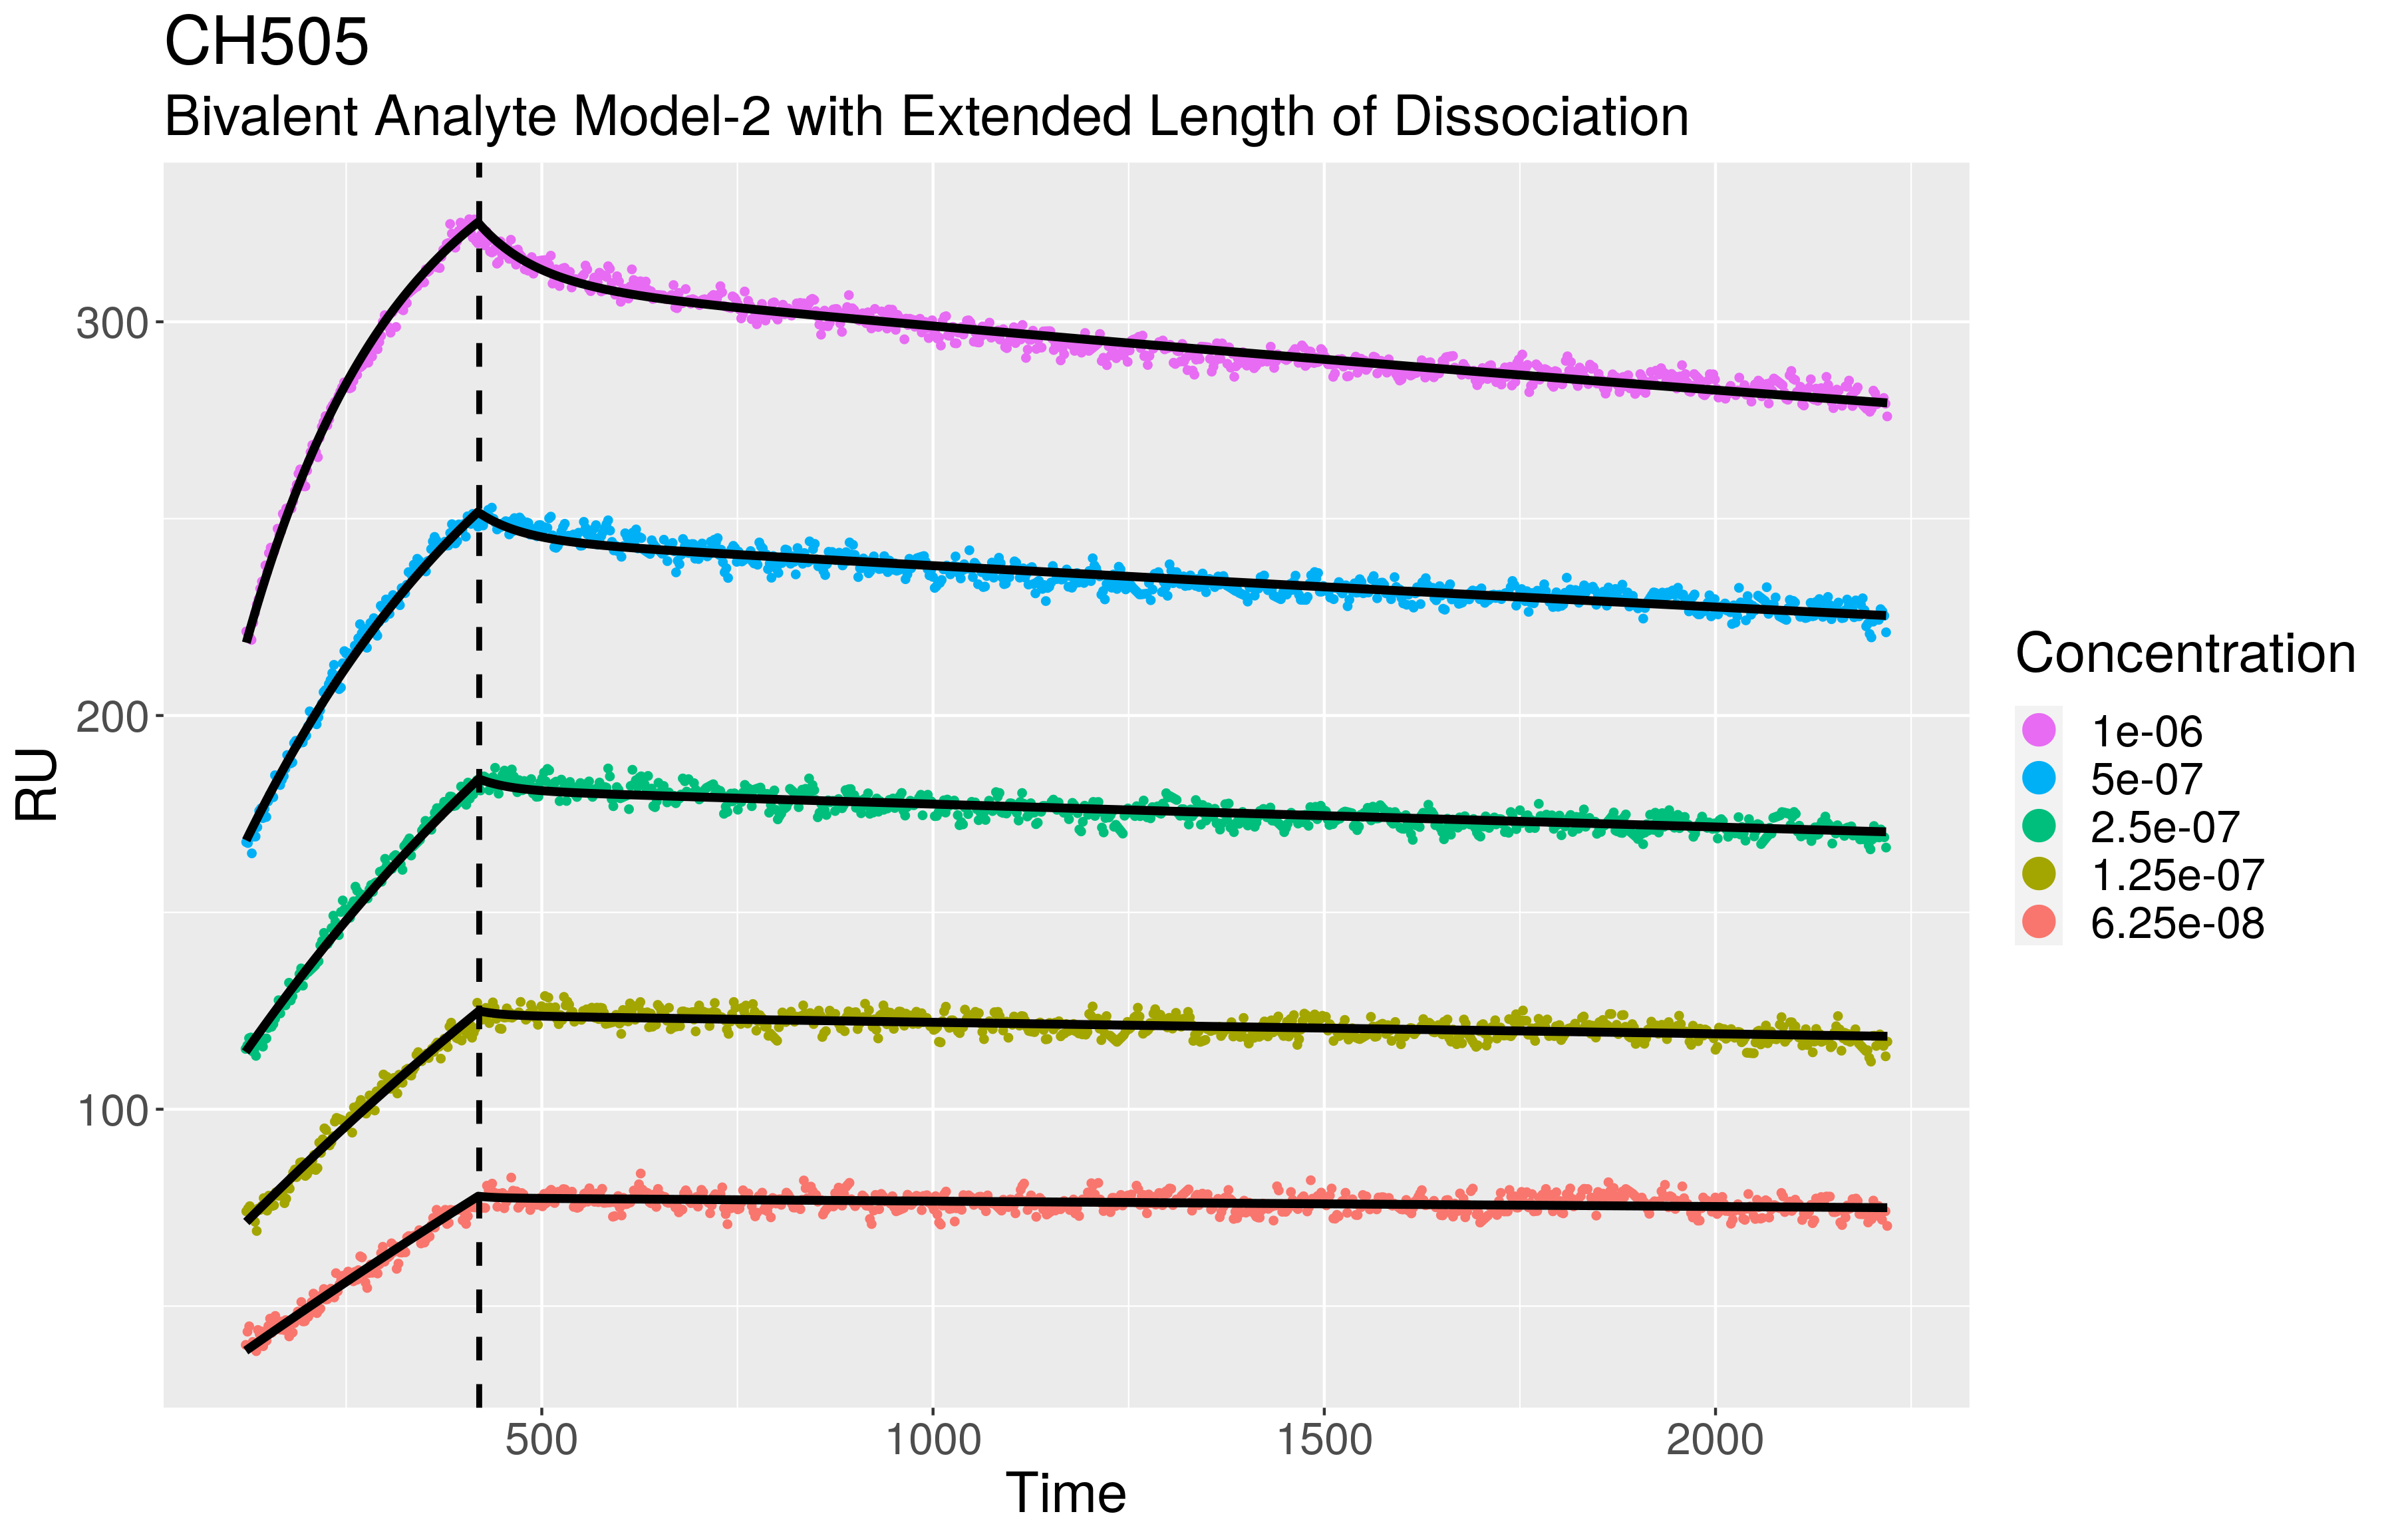 CH505
Bivalent Analyte Model-2 with Extended Length of Dissociation
RU
300
200
100
500
1000
1500
2000
Time
Concentration
1e-06
5e-07
2.5e-07
1.25e-07
6.25e-08